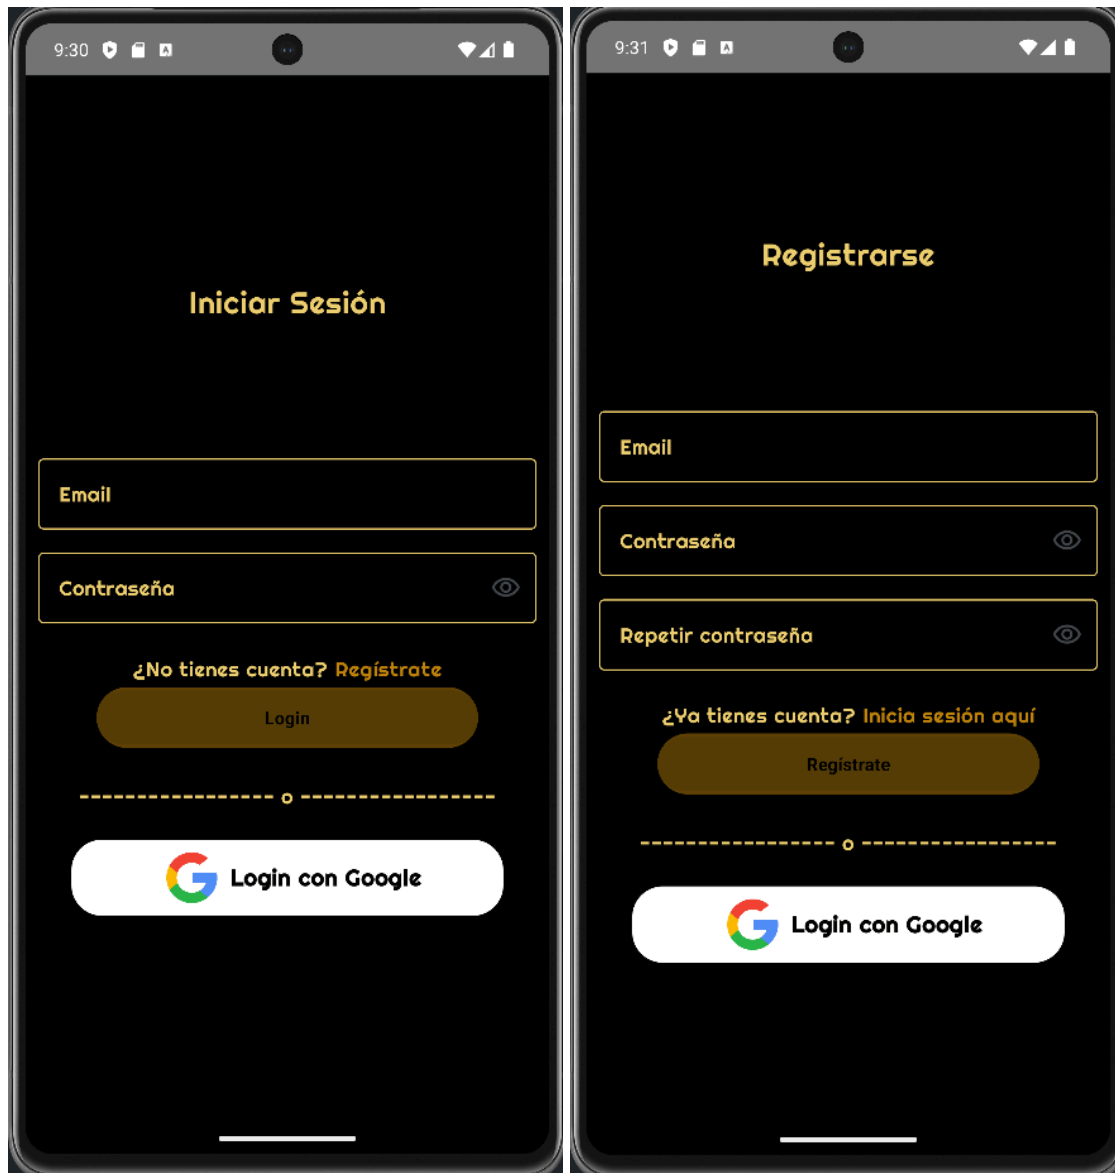 9:30
Iniciar Sesión
Email
Contraseña
¿No tienes cuenta? Regístrate
Login
----------------- o -----------------
Login con Google
9:31
Registrarse
Email
Contraseña
Repetir contraseña
¿Ya tienes cuenta? Inicia sesión aquí
Regístrate
----------------- o -----------------
Login con Google